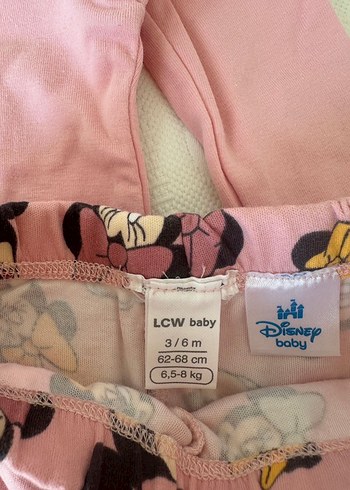 LCW baby
3 / 6 m
62-68 cm
6,5-8 kg
Disney
baby